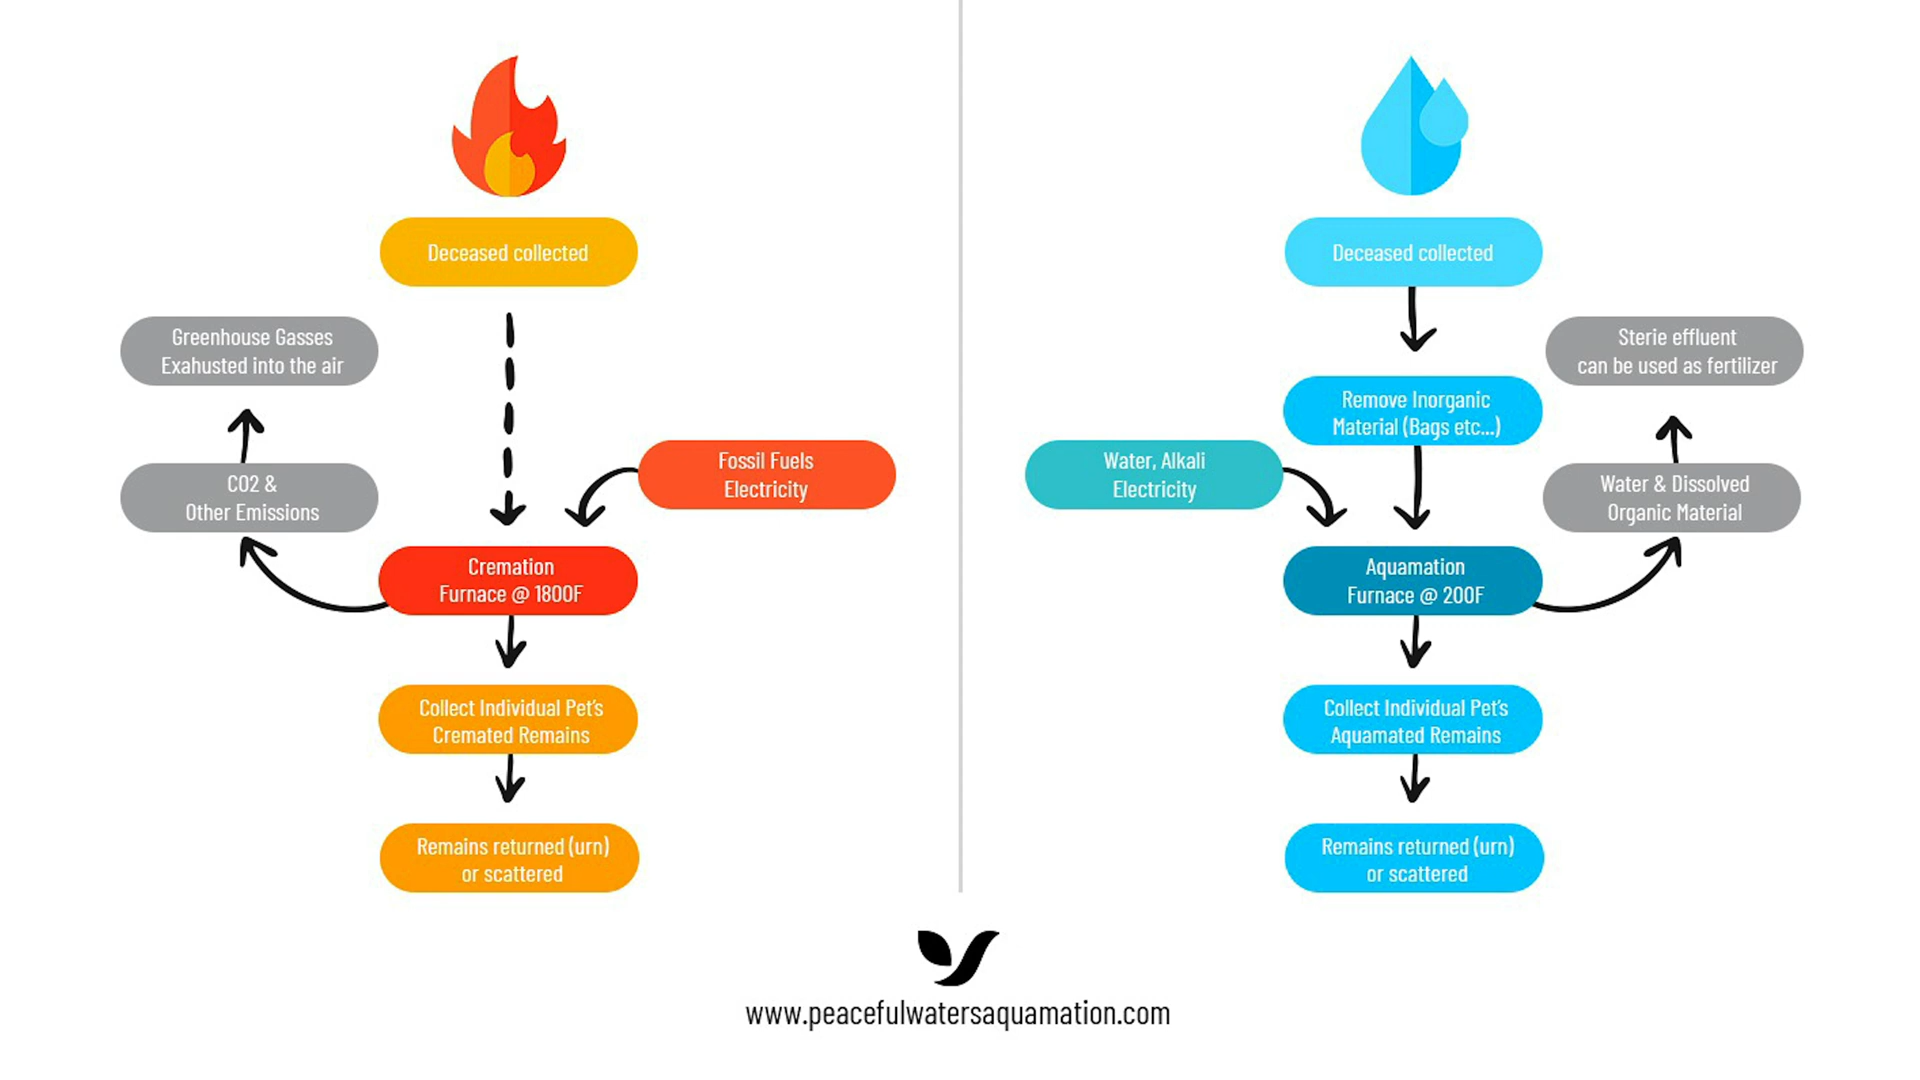 Deceased collected
Greenhouse Gasses
Exahusted into the air
Fossil Fuels
Electricity
CO2 &
Other Emissions
Cremation
Furnace @ 1800F
Collect Individual Pet's
Cremated Remains
Remains returned (urn)
or scattered
Deceased collected
Sterie effluent
can be used as fertilizer
Remove Inorganic
Material (Bags etc...)
Water, Alkali
Electricity
Water & Dissolved
Organic Material
Aquamation
Furnace @ 200F
Collect Individual Pet's
Aquamated Remains
Remains returned (urn)
or scattered
www.peacefulwatersaquamation.com